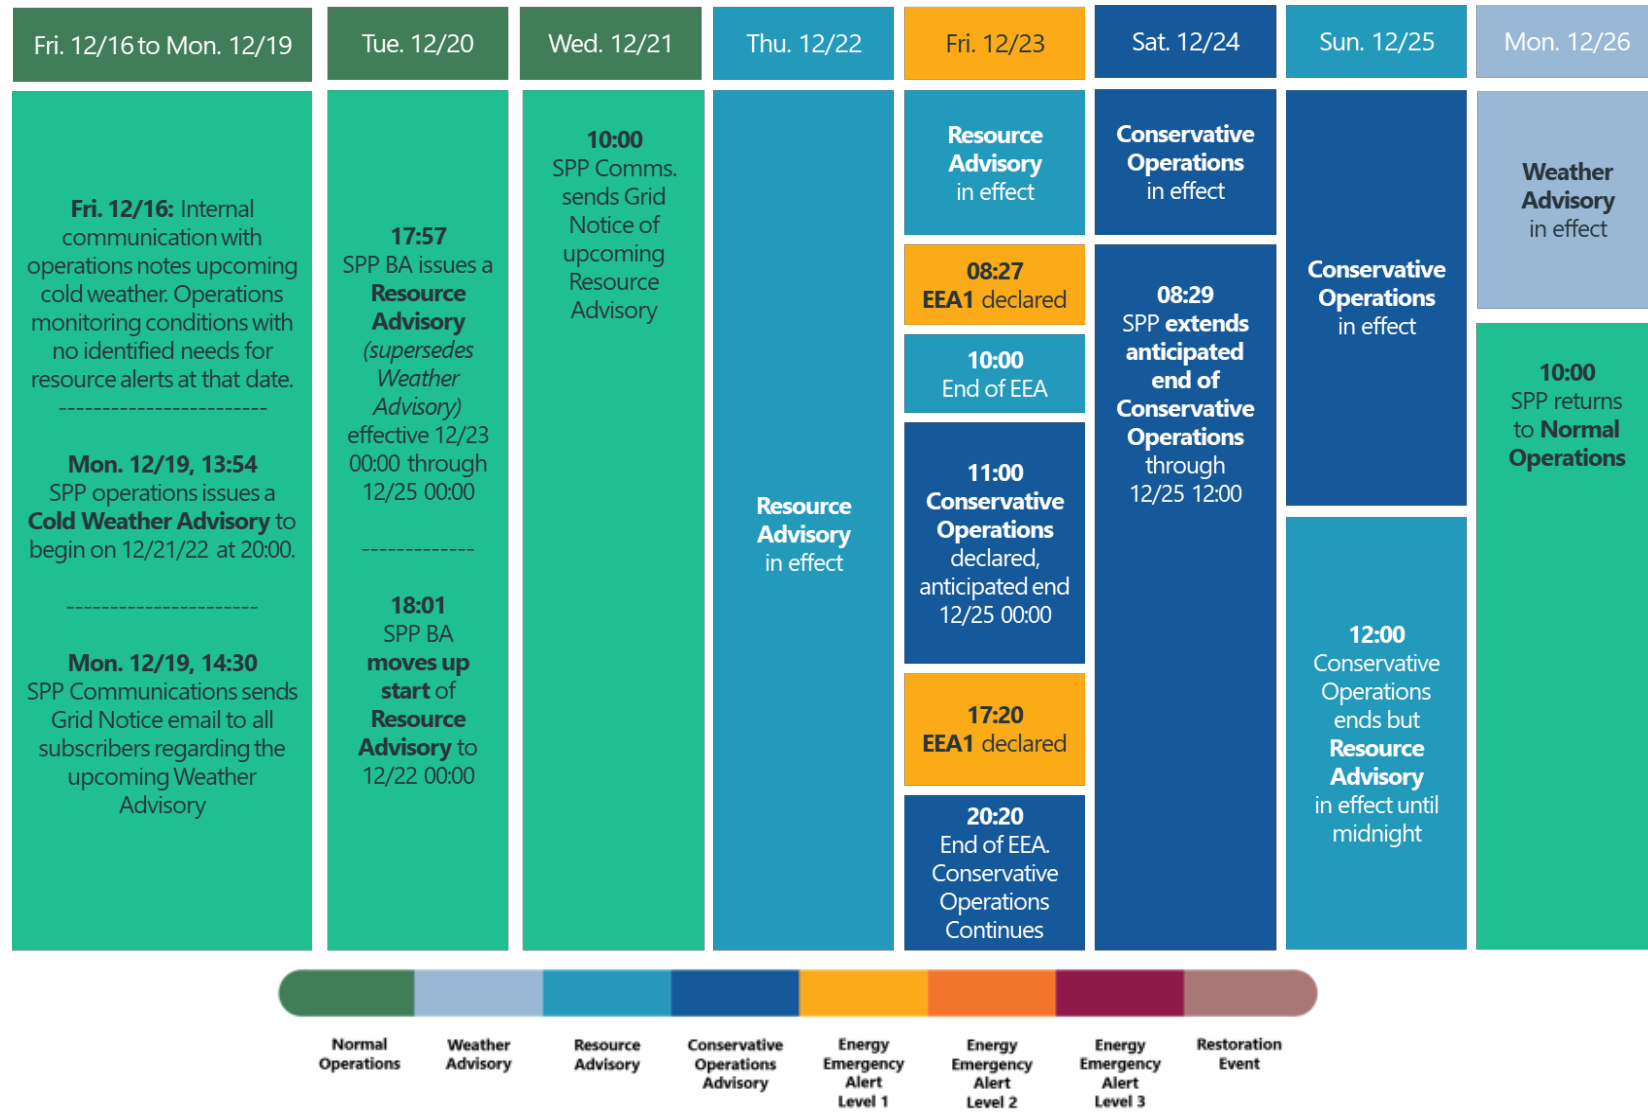 Fri. 12/16 to Mon. 12/19
Tue. 12/20
Wed. 12/21
Thu. 12/22
Fri. 12/23
Sat. 12/24
Sun. 12/25
Mon. 12/26
Fri. 12/16: Internal
communication with
operations notes upcoming
cold weather. Operations
monitoring conditions with
no identified needs for
resource alerts at that date.
------------------------
Mon. 12/19, 13:54
SPP operations issues a
Cold Weather Advisory to
begin on 12/21/22 at 20:00.
----------------------
Mon. 12/19, 14:30
SPP Communications sends
Grid Notice email to all
subscribers regarding the
upcoming Weather
Advisory
17:57
SPP BA issues a
Resource
Advisory
(supersedes
Weather
Advisory)
effective 12/23
00:00 through
12/25 00:00
-------------
18:01
SPP BA
moves up
start of
Resource
Advisory to
12/22 00:00
10:00
SPP Comms.
sends Grid
Notice of
upcoming
Resource
Advisory
Resource
Advisory
in effect
Resource
Advisory
in effect
08:27
EEA1 declared
10:00
End of EEA
11:00
Conservative
Operations
declared,
anticipated end
12/25 00:00
17:20
EEA1 declared
20:20
End of EEA.
Conservative
Operations
Continues
Conservative
Operations
in effect
08:29
SPP extends
anticipated
end of
Conservative
Operations
through
12/25 12:00
Conservative
Operations
in effect
12:00
Conservative
Operations
ends but
Resource
Advisory
in effect until
midnight
Weather
Advisory
in effect
10:00
SPP returns
to Normal
Operations
Normal
Operations
Weather
Advisory
Resource
Advisory
Conservative
Operations
Advisory
Energy
Emergency
Alert
Level 1
Energy
Emergency
Alert
Level 2
Energy
Emergency
Alert
Level 3
Restoration
Event